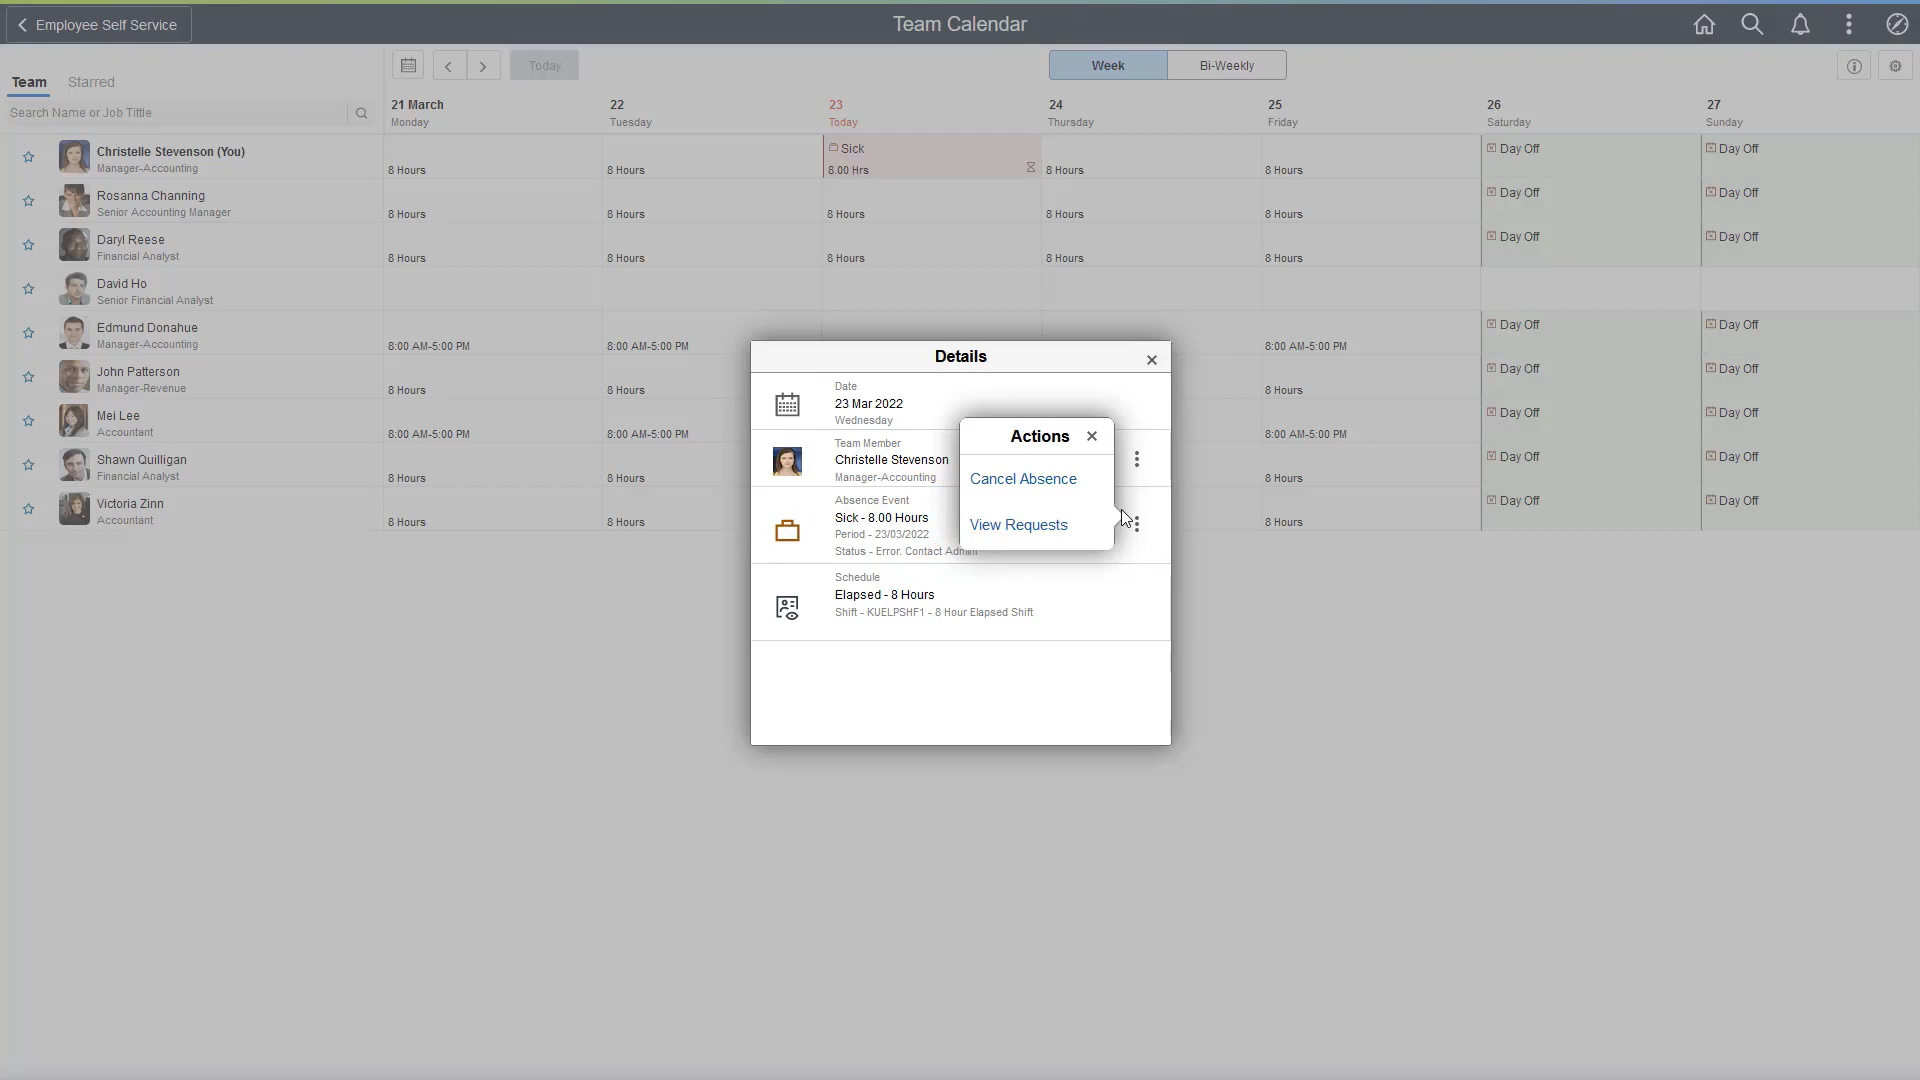 Employee Self Service
Team Calendar
Team
Starred
Today
Week
Bi-Weekly
Search Name or Job Tittle
21 March
Monday
22
Tuesday
23
Today
24
Thursday
25
Friday
26
Saturday
27
Sunday
Christelle Stevenson (You)
Manager-Accounting
8 Hours
8 Hours
Sick
8.00 Hrs
8 Hours
8 Hours
Day Off
Day Off
Rosanna Channing
Senior Accounting Manager
8 Hours
8 Hours
8 Hours
8 Hours
8 Hours
Day Off
Day Off
Daryl Reese
Financial Analyst
8 Hours
8 Hours
8 Hours
8 Hours
8 Hours
Day Off
Day Off
David Ho
Senior Financial Analyst
Edmund Donahue
Manager-Accounting
8:00 AM-5:00 PM
8:00 AM-5:00 PM
8:00 AM-5:00 PM
Day Off
Day Off
John Patterson
Manager-Revenue
8 Hours
8 Hours
8 Hours
Day Off
Day Off
Mei Lee
Accountant
8:00 AM-5:00 PM
8:00 AM-5:00 PM
8:00 AM-5:00 PM
Day Off
Day Off
Shawn Quilligan
Financial Analyst
8 Hours
8 Hours
8 Hours
Day Off
Day Off
Victoria Zinn
Accountant
8 Hours
8 Hours
8 Hours
Day Off
Day Off
Details
Date
23 Mar 2022
Wednesday
Team Member
Christelle Stevenson
Manager-Accounting
Absence Event
Sick - 8.00 Hours
Period - 23/03/2022
Status - Error. Contact Admin
Schedule
Elapsed - 8 Hours
Shift - KUELPSHF1 - 8 Hour Elapsed Shift
Actions
Cancel Absence
View Requests